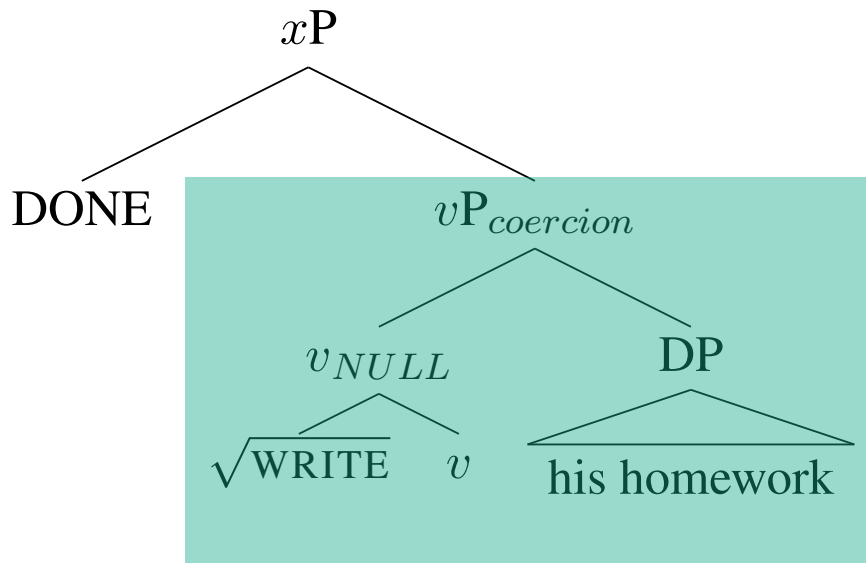 xP
DONE
vP_coercion
v_NULL
DP
√WRITE v
his homework